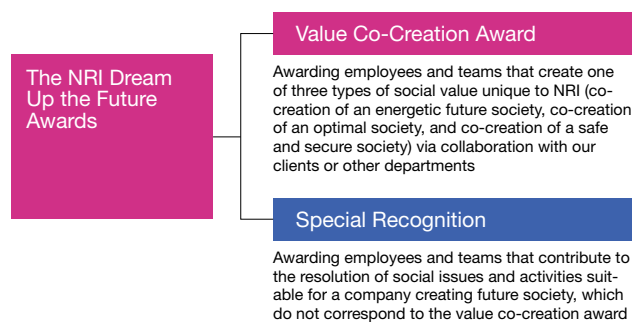 The NRI Dream
Up the Future
Awards
Value Co-Creation Award
Awarding employees and teams that create one
of three types of social value unique to NRI (co-
creation of an energetic future society, co-creation
of an optimal society, and co-creation of a safe
and secure society) via collaboration with our
clients or other departments
Special Recognition
Awarding employees and teams that contribute to
the resolution of social issues and activities suit-
able for a company creating future society, which
do not correspond to the value co-creation award